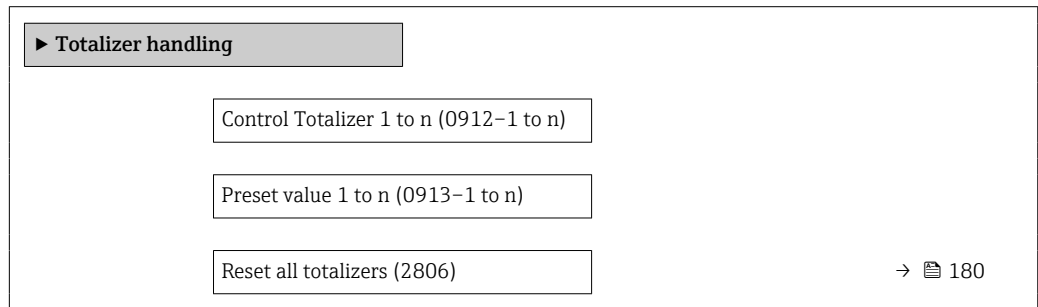 ▶ Totalizer handling
Control Totalizer 1 to n (0912–1 to n)
Preset value 1 to n (0913–1 to n)
Reset all totalizers (2806) → 180